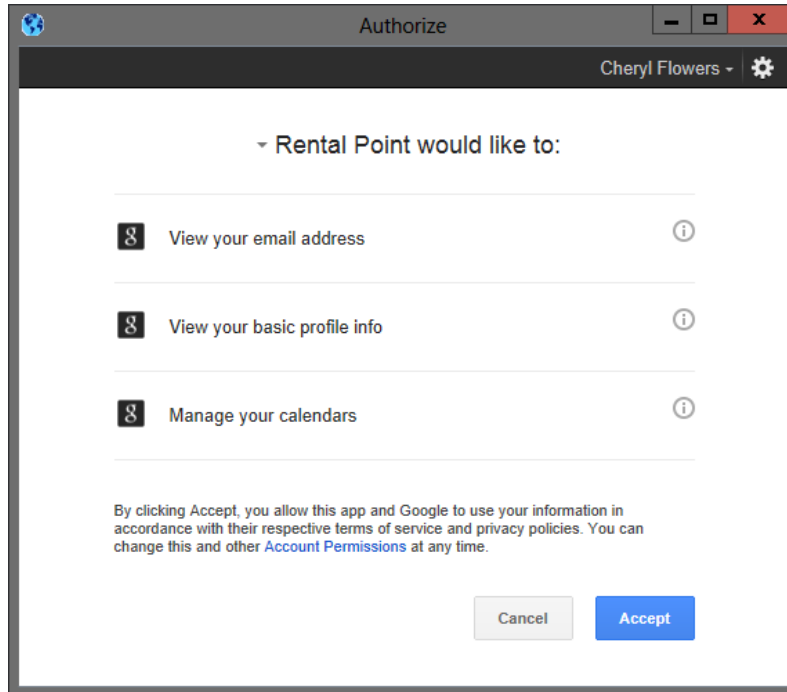 Authorize
Cheryl Flowers
Rental Point would like to:
g View your email address
g View your basic profile info
g Manage your calendars
By clicking Accept, you allow this app and Google to use your information in
accordance with their respective terms of service and privacy policies. You can
change this and other Account Permissions at any time.
Cancel Accept